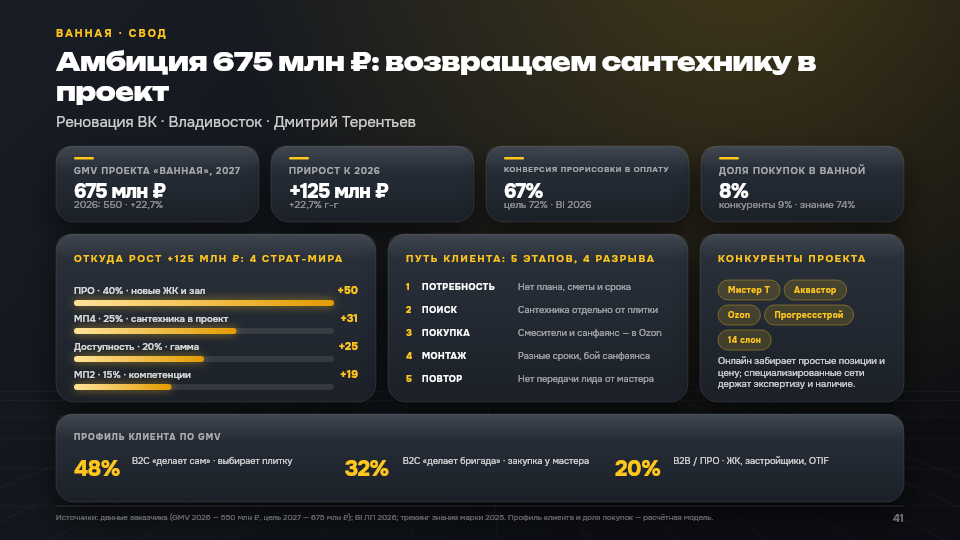 ВАННАЯ · СВОД
Амбиция 675 млн ₽: возвращаем сантехнику в
проект
Реновация ВК · Владивосток · Дмитрий Терентьев
GMV ПРОЕКТА «ВАННАЯ», 2027
675 млн ₽
2026: 550 · +22,7%
ПРИРОСТ К 2026
+125 млн ₽
+22,7% г-г
КОНВЕРСИЯ ПРОРИСОВКИ В ОПЛАТУ
67%
цель 72% · BI 2026
ДОЛЯ ПОКУПОК В ВАННОЙ
8%
конкуренты 9% · знание 74%
ОТКУДА РОСТ +125 МЛН ₽: 4 СТРАТ-МИРА
ПРО · 40% · новые ЖК и зал +50
МП4 · 25% · сантехника в проект +31
Доступность · 20% · гамма +25
МП2 · 15% · компетенции +19
ПУТЬ КЛИЕНТА: 5 ЭТАПОВ, 4 РАЗРЫВА
1 ПОТРЕБНОСТЬ Нет плана, сметы и срока
2 ПОИСК Сантехника отдельно от плитки
3 ПОКУПКА Смесители и санфаянс — в Ozon
4 МОНТАЖ Разные сроки, бой санфаянса
5 ПОВТОР Нет передачи лида от мастера
КОНКУРЕНТЫ ПРОЕКТА
Мистер Т Аквастор
Ozon Прогрессстрой
14 слон
Онлайн забирает простые позиции и
цену; специализированные сети
держат экспертизу и наличие.
ПРОФИЛЬ КЛИЕНТА ПО GMV
48% B2C «делает сам» · выбирает плитку
32% B2C «делает бригада» · закупка у мастера
20% B2B / ПРО · ЖК, застройщики, OTIF
Источники: данные заказчика (GMV 2026 — 550 млн ₽, цель 2027 — 675 млн ₽); BI ЛП 2026; трекинг знания марки 2025. Профиль клиента и доля покупок — расчётная модель.
41